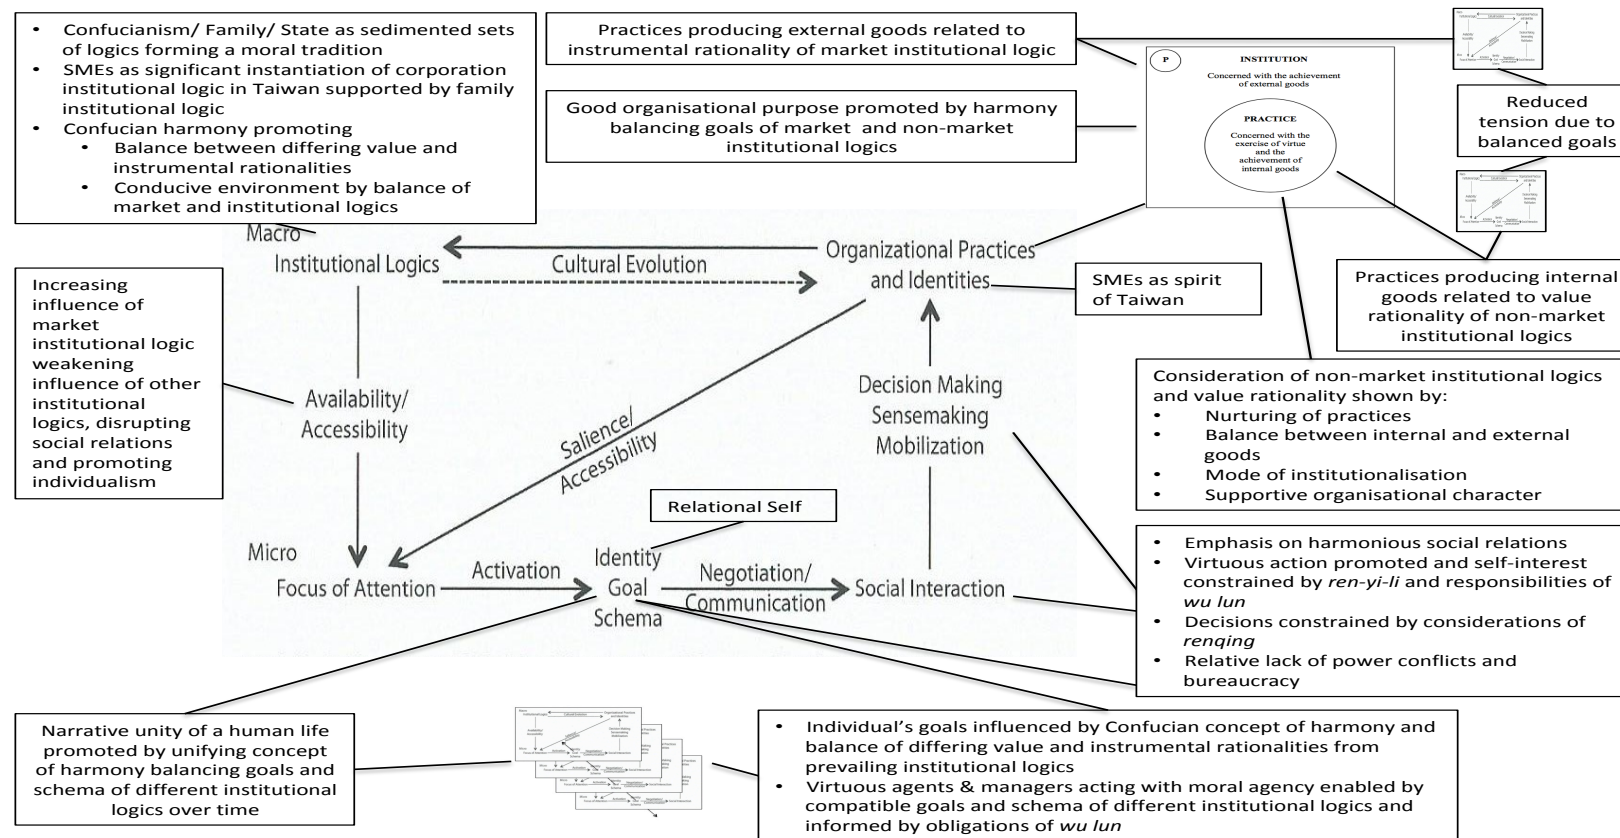 • Confucianism/ Family/ State as sedimented sets
of logics forming a moral tradition
• SMEs as significant instantiation of corporation
institutional logic in Taiwan supported by family
institutional logic
• Confucian harmony promoting
• Balance between differing value and
instrumental rationalities
• Conducive environment by balance of
market and institutional logics
Practices producing external goods related to
instrumental rationality of market institutional logic
Good organisational purpose promoted by harmony
balancing goals of market and non-market
institutional logics
P
INSTITUTION
Concerned with the achievement
of external goods
PRACTICE
Concerned with the
exercise of virtue
and the
achievement of
internal goods
Reduced
tension due to
balanced goals
Macro
Institutional Logics
Cultural Evolution
Organizational Practices
and Identities
SMEs as spirit
of Taiwan
Practices producing internal
goods related to value
rationality of non-market
institutional logics
Increasing
influence of
market
institutional logic
weakening
influence of other
institutional
logics, disrupting
social relations
and promoting
individualism
Availability/
Accessibility
Salience/
Accessibility
Decision Making
Sensemaking
Mobilization
Consideration of non-market institutional logics
and value rationality shown by:
• Nurturing of practices
• Balance between internal and external
goods
• Mode of institutionalisation
• Supportive organisational character
Relational Self
Micro
Focus of Attention
Activation
Identity
Goal
Schema
Negotiation/
Communication
Social Interaction
• Emphasis on harmonious social relations
• Virtuous action promoted and self-interest
constrained by ren-yi-li and responsibilities of
wu lun
• Decisions constrained by considerations of
renqing
• Relative lack of power conflicts and
bureaucracy
Narrative unity of a human life
promoted by unifying concept
of harmony balancing goals and
schema of different institutional
logics over time
• Individual's goals influenced by Confucian concept of harmony and
balance of differing value and instrumental rationalities from
prevailing institutional logics
• Virtuous agents & managers acting with moral agency enabled by
compatible goals and schema of different institutional logics and
informed by obligations of wu lun